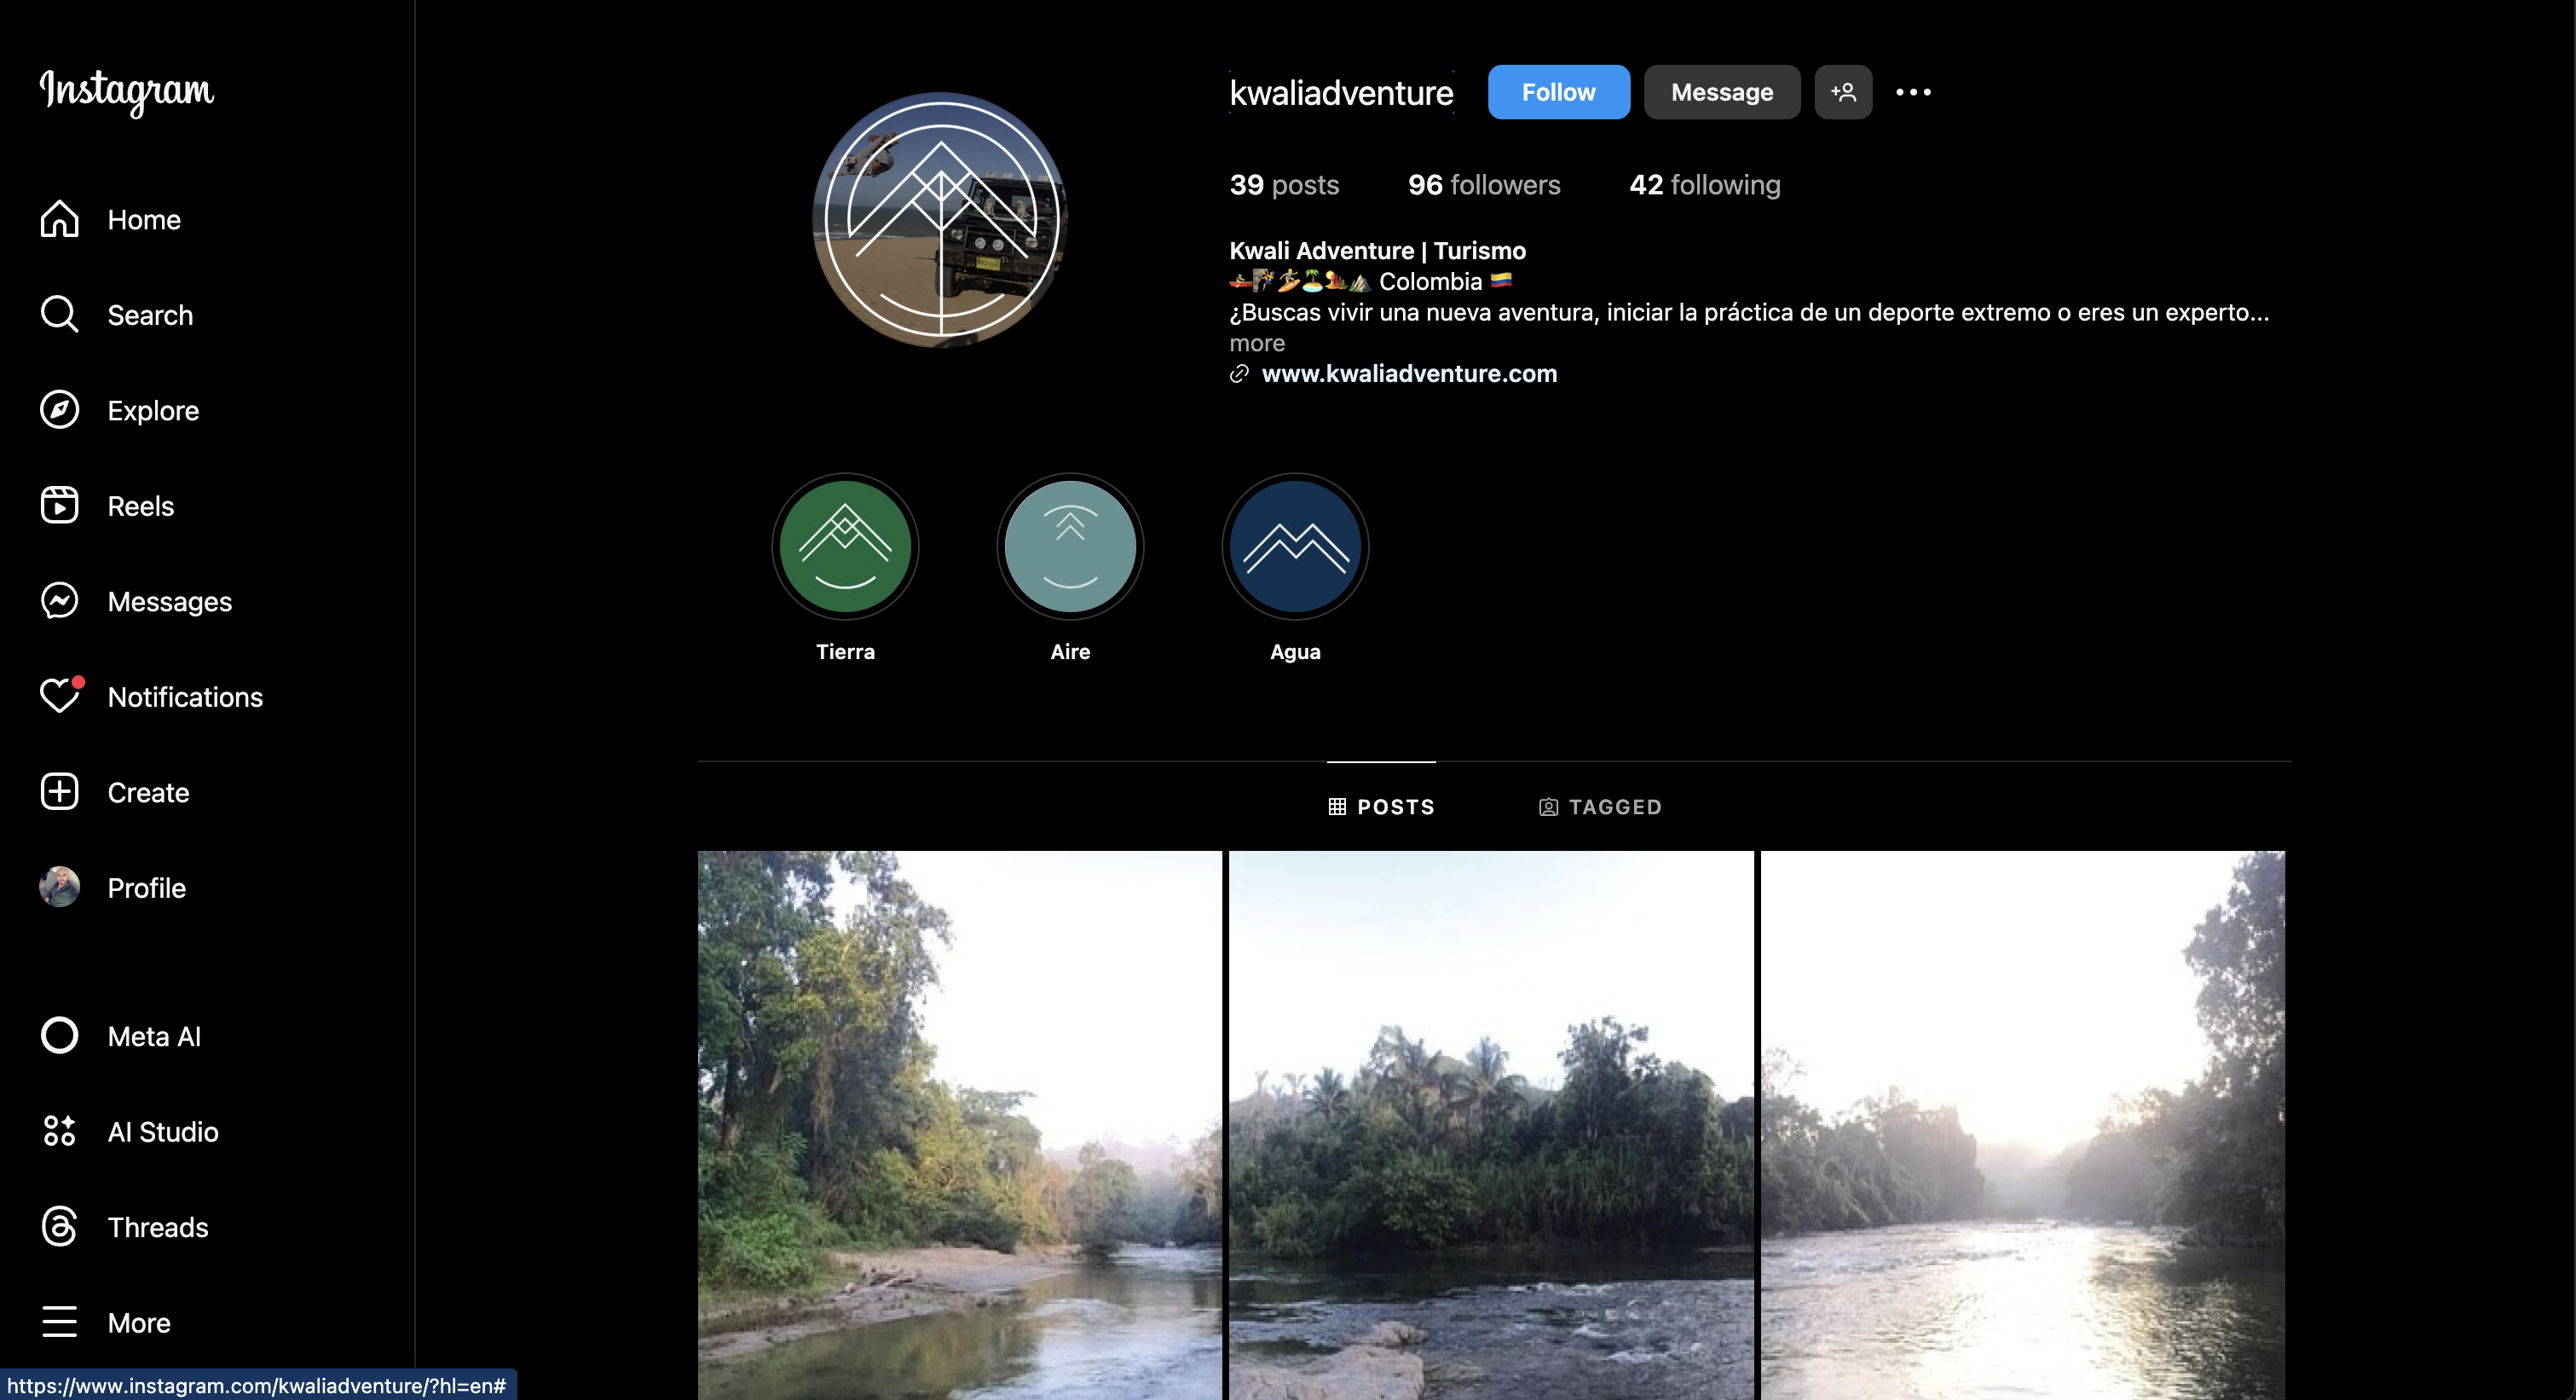 Instagram
Home
Search
Explore
Reels
Messages
Notifications
Create
Profile
Meta AI
AI Studio
Threads
More
kwaliadventure
Follow
Message
39 posts
96 followers
42 following
Kwali Adventure | Turismo
🚣🧗🏄🏝🏜⛰ Colombia 🇨🇴
¿Buscas vivir una nueva aventura, iniciar la práctica de un deporte extremo o eres un experto...
more
www.kwaliadventure.com
Tierra
Aire
Agua
POSTS
TAGGED
https://www.instagram.com/kwaliadventure/?hl=en#